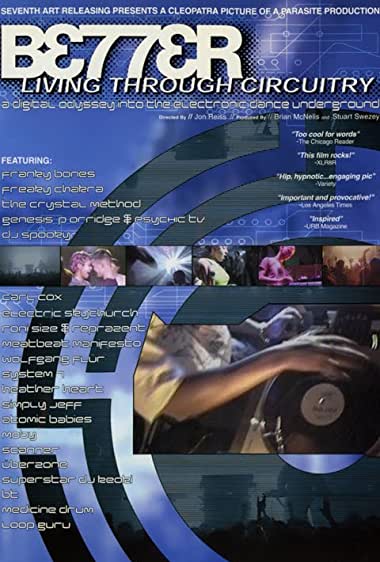 SEVENTH ART RELEASING PRESENTS A CLEOPATRA PICTURE OF A PARASITE PRODUCTION
BE77ER
LIVING THROUGH CIRCUITRY
a digital odyssey into the electronic dance underground
Directed By // Jon Reiss // Produced By // Brian McNelis and Stuart Swezey
"Too cool for words"
-The Chicago Reader
"This film rocks!"
-XLR8R
"Hip, hypnotic...engaging pic"
-Variety
"Important and provocative!"
-Los Angeles Times
"Inspired"
-URB Magazine
FEATURING:
franky bones
freaky chakra
the crystal method
genesis p orridge & psychic tv
dj spooky
carl cox
electric skychurch
roni size & reprazent
meatbeat manifesto
wolfgang flur
system 7
heather heart
simply jeff
atomic babies
moby
scanner
überzone
superstar dj keoki
bt
medicine drum
loop guru